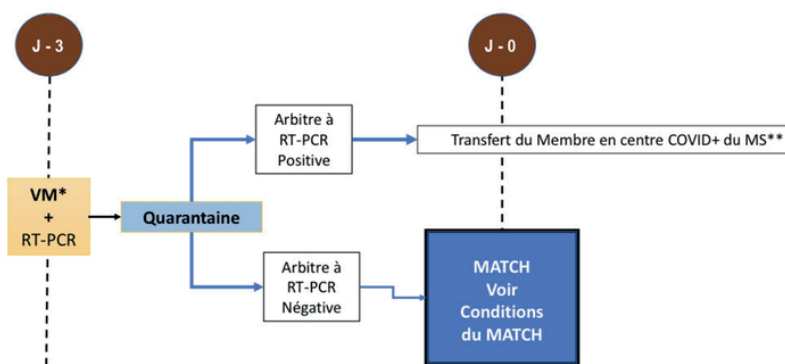 J - 3
J - 0
Arbitre à
RT-PCR
Positive
Transfert du Membre en centre COVID+ du MS**
VM*
+
RT-PCR
Quarantaine
Arbitre à
RT-PCR
Négative
MATCH
Voir
Conditions
du MATCH